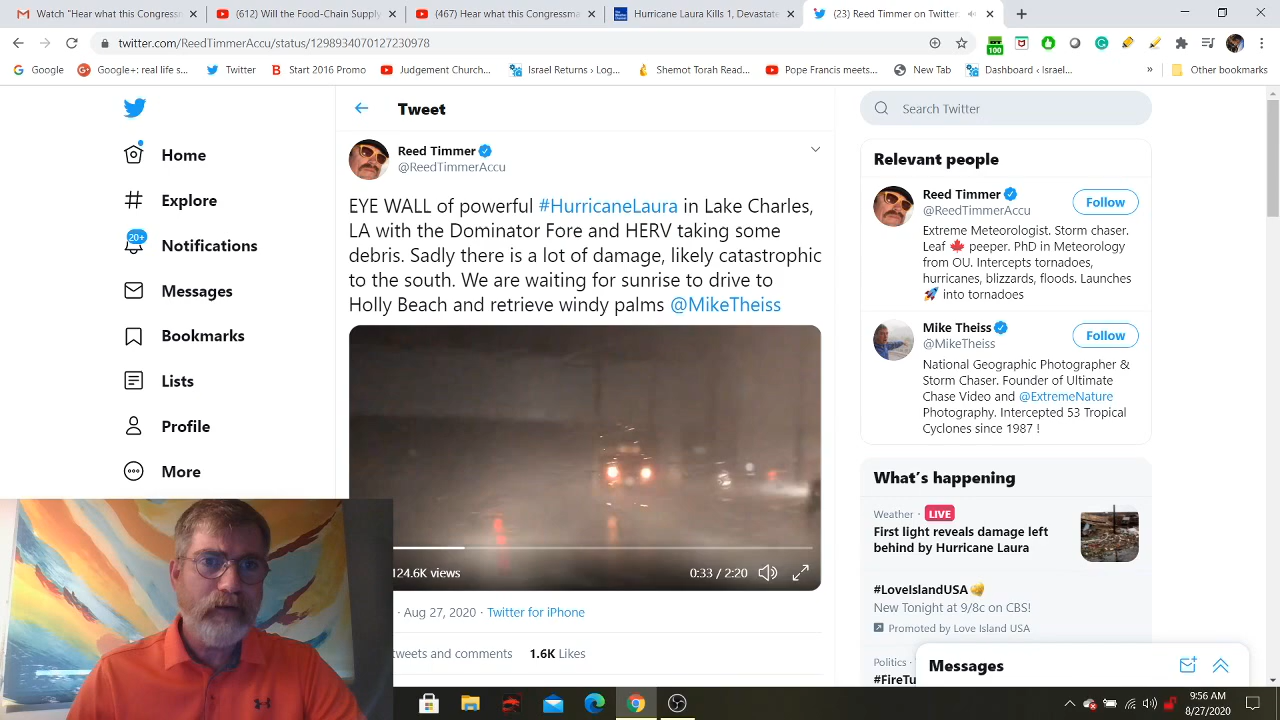 "Weather and Congress:
(612) Will the Food-Chain Supply
(467) How this Congressme
Hurricane Laura Kills 1, Devastate
(23) Reed Timmer on Twitter
twitter.com/ReedTimmerAccu/status/1298934070127230978
100
Google
Google+: real life s...
Twitter
Start 2016 Promo
Judgement Church...
Israel Returns › Log...
Shemot Torah Read...
Pope Francis meets...
New Tab
Dashboard ‹ Israel...
»
Other bookmarks
Home
Explore
20+
Notifications
Messages
Bookmarks
Lists
Profile
More
Tweet
Reed Timmer
@ReedTimmerAccu
EYE WALL of powerful #HurricaneLaura in Lake Charles,
LA with the Dominator Fore and HERV taking some
debris. Sadly there is a lot of damage, likely catastrophic
to the south. We are waiting for sunrise to drive to
Holly Beach and retrieve windy palms @MikeTheiss
124.6K views
0:33 / 2:20
· Aug 27, 2020 · Twitter for iPhone
tweets and comments 1.6K Likes
Search Twitter
Relevant people
Reed Timmer
@ReedTimmerAccu
Follow
Extreme Meteorologist. Storm chaser.
Leaf 🍁 peeper. PhD in Meteorology
from OU. Intercepts tornadoes,
hurricanes, blizzards, floods. Launches
🚀 into tornadoes
Mike Theiss
@MikeTheiss
Follow
National Geographic Photographer &
Storm Chaser. Founder of Ultimate
Chase Video and @ExtremeNature
Photography. Intercepted 53 Tropical
Cyclones since 1987 !
What's happening
Weather · LIVE
First light reveals damage left
behind by Hurricane Laura
#LoveIslandUSA
New Tonight at 9/8c on CBS!
Promoted by Love Island USA
Politics ·
#FireTu
Messages
9:56 AM
8/27/2020